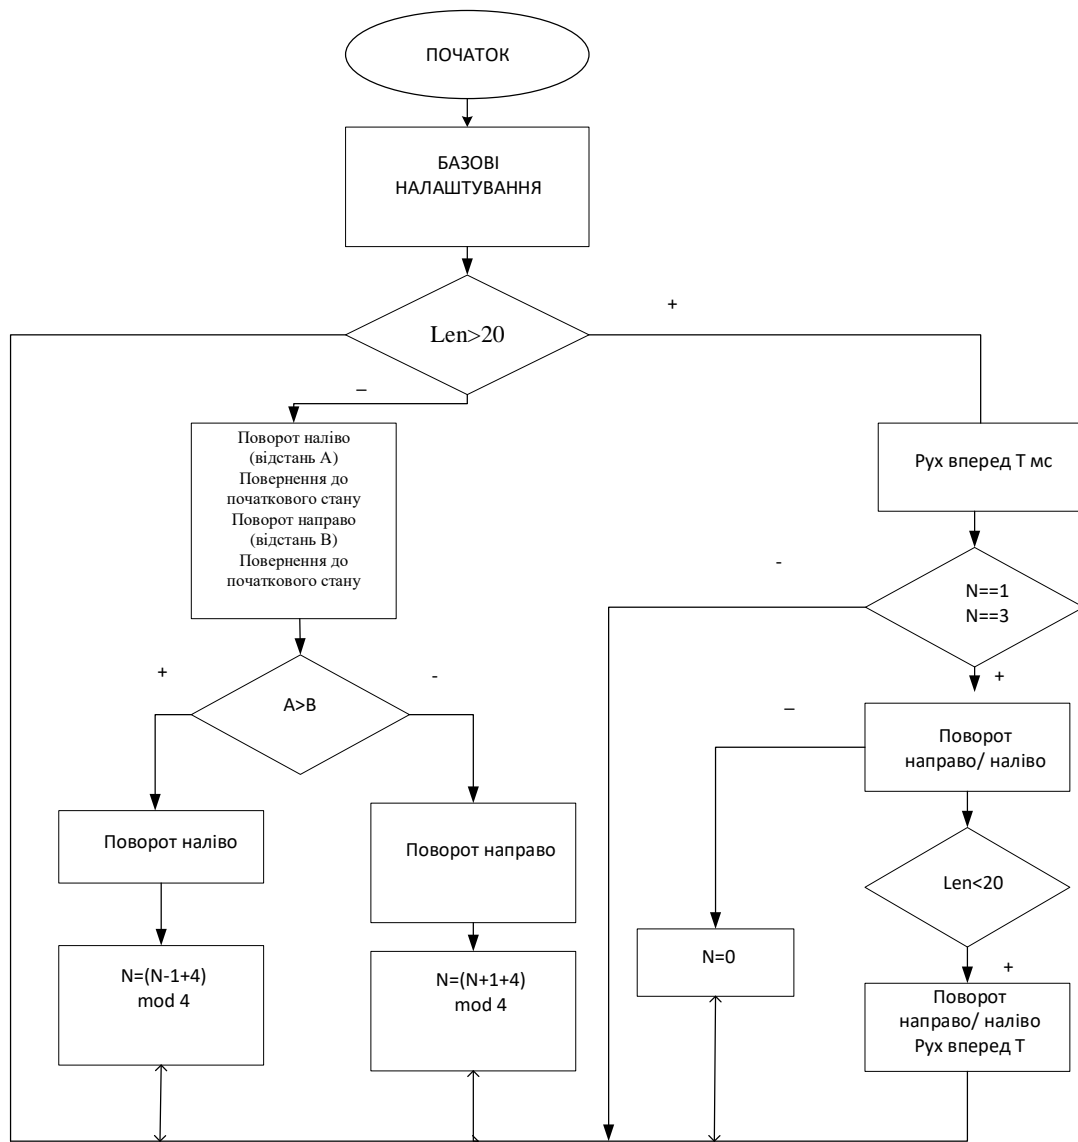 ПОЧАТОК
БАЗОВІ
НАЛАШТУВАННЯ
+
Len>20
–
Поворот наліво
(відстань А)
Повернення до
початкового стану
Поворот направо
(відстань В)
Повернення до
початкового стану
Рух вперед Т мс
-
N==1
N==3
+
+
-
A>B
–
Поворот
направо/ наліво
Поворот наліво
Поворот направо
Len<20
N=(N-1+4)
mod 4
N=(N+1+4)
mod 4
N=0
+
Поворот
направо/ наліво
Рух вперед Т